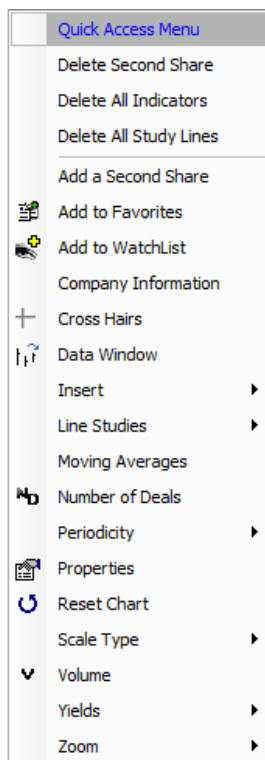 Quick Access Menu
Delete Second Share
Delete All Indicators
Delete All Study Lines
Add a Second Share
Add to Favorites
Add to WatchList
Company Information
Cross Hairs
Data Window
Insert
Line Studies
Moving Averages
ND Number of Deals
Periodicity
Properties
Reset Chart
Scale Type
V Volume
Yields
Zoom